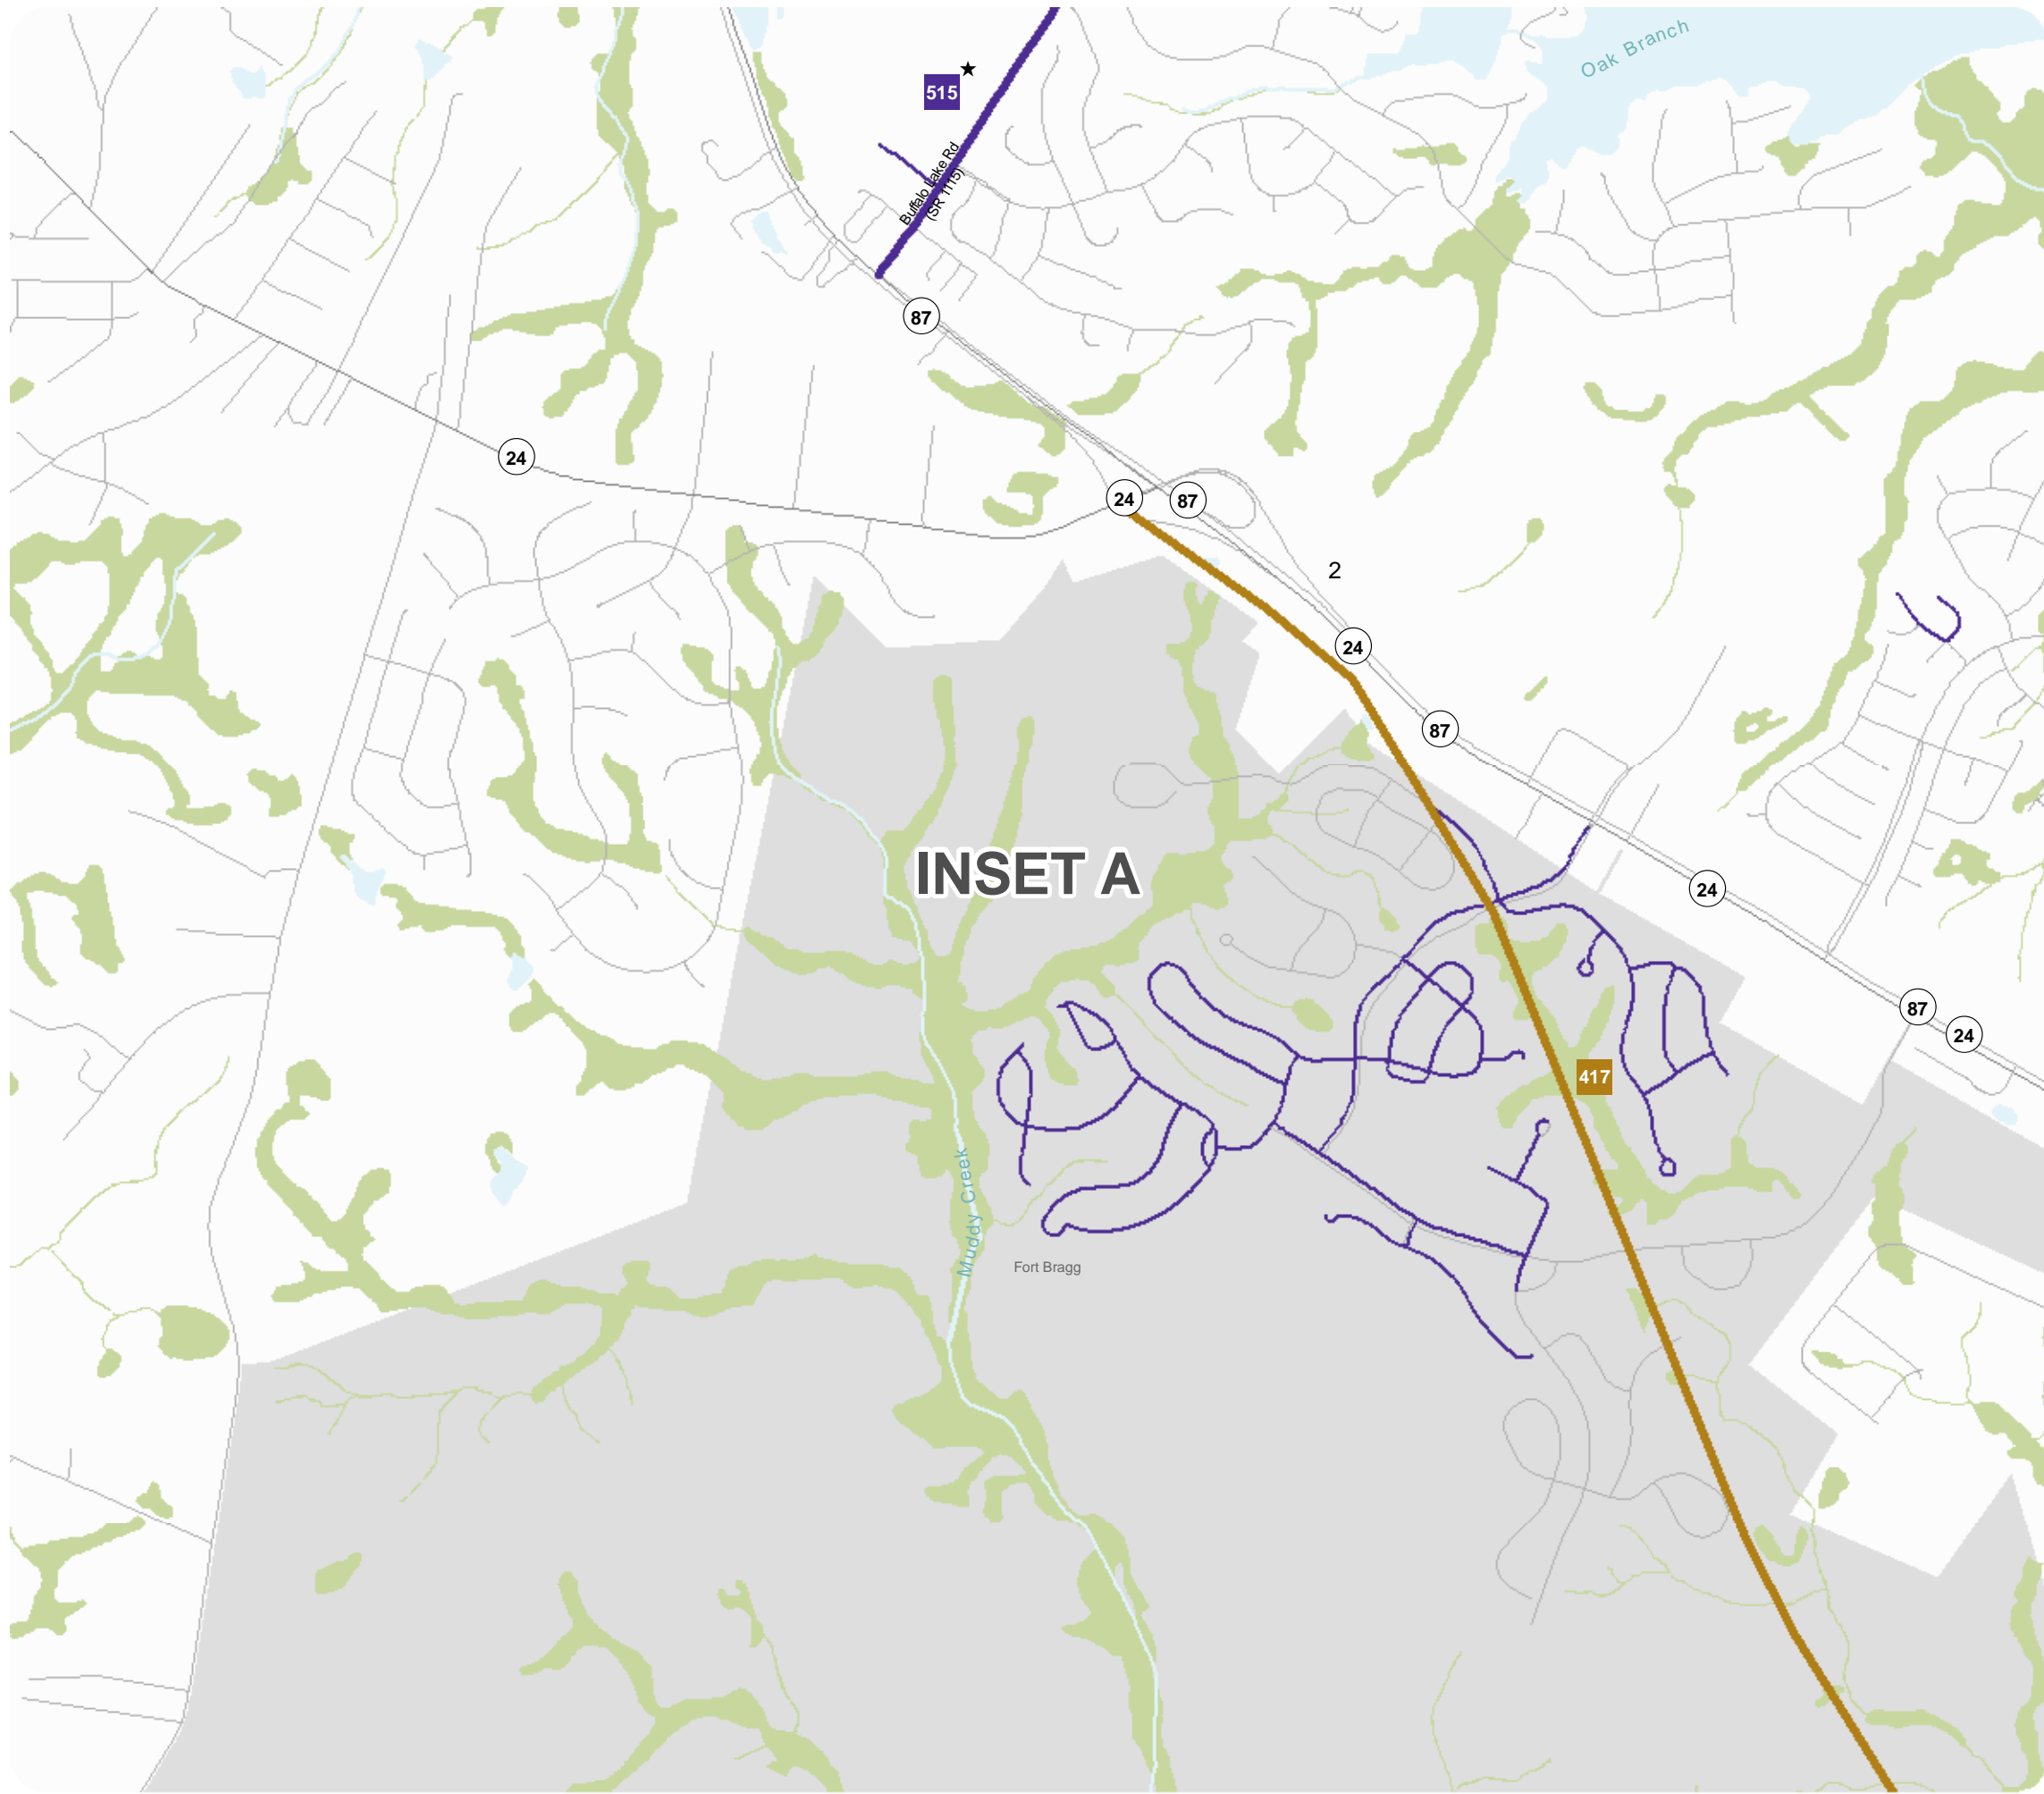 Oak Branch
515
Buffalo Lake Rd
(SR 1115)
87
24
24
87
2
24
87
INSET A
24
87
24
417
Muddy Creek
Fort Bragg